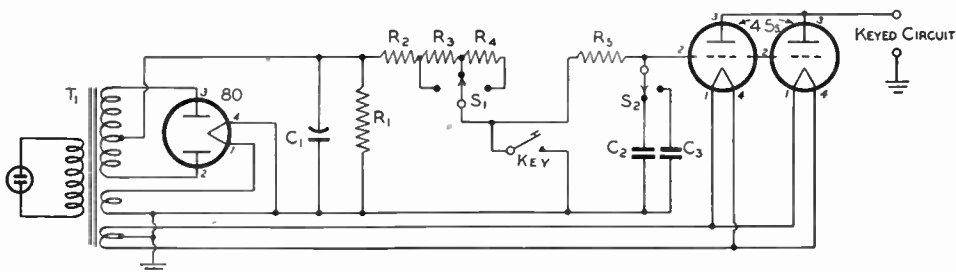 R2 R3 R4
3 45s 3
KEYED CIRCUIT
R5
T1
3 80
4
S1
2 2
C1
R1
1 4 1 4
S2
1
KEY
C2 C3
2